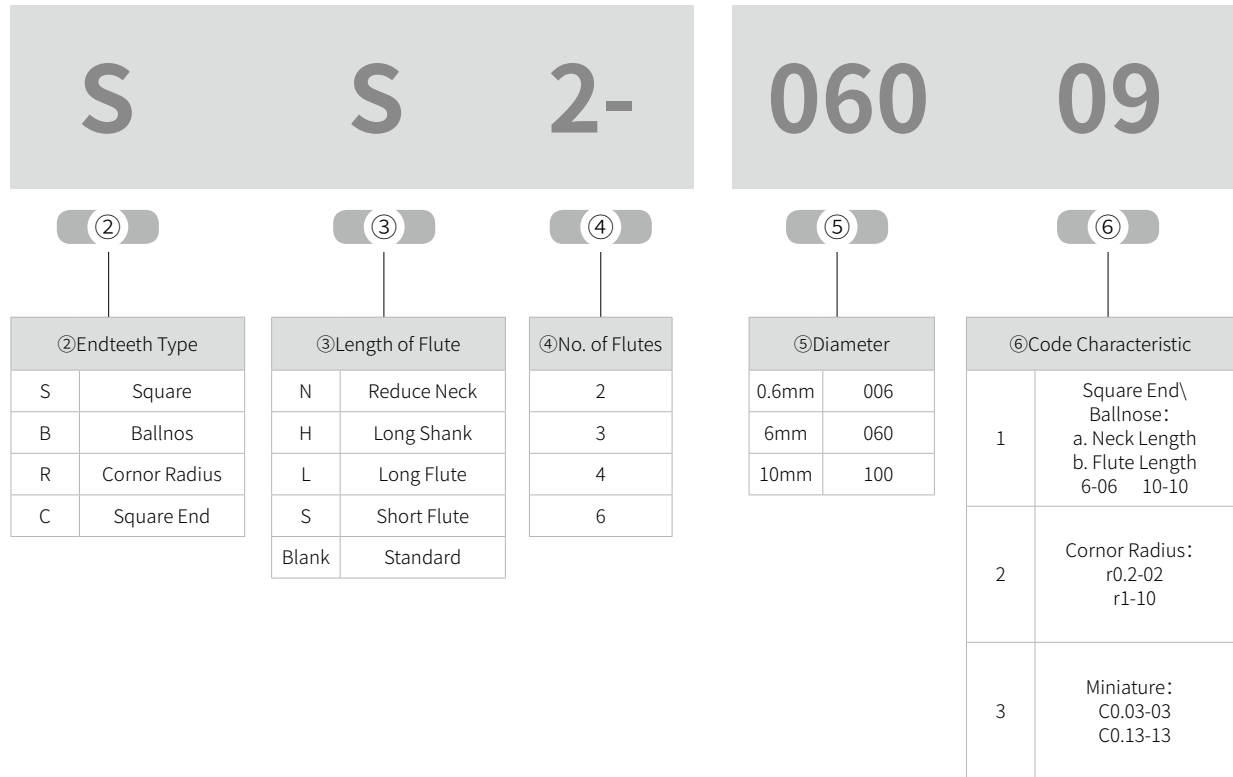 S S 2- 060 09
② ③ ④ ⑤ ⑥
②Endteeth Type
S Square
B Ballnos
R Cornor Radius
C Square End
③Length of Flute
N Reduce Neck
H Long Shank
L Long Flute
S Short Flute
Blank Standard
④No. of Flutes
2
3
4
6
⑤Diameter
0.6mm 006
6mm 060
10mm 100
⑥Code Characteristic
1
Square End\
Ballnose：
a. Neck Length
b. Flute Length
6-06 10-10
2
Cornor Radius：
r0.2-02
r1-10
3
Miniature：
C0.03-03
C0.13-13